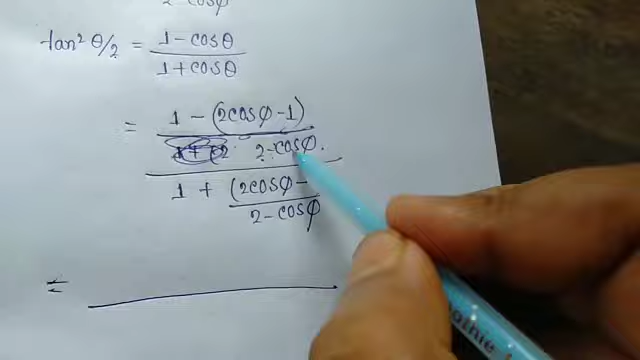 2-cosϕ
tan² θ/2 = 1 - cosθ
1 + cosθ
= 1 - (2cosϕ - 1)
2-cosϕ.
1 + (2cosϕ -
2 - cosϕ
=